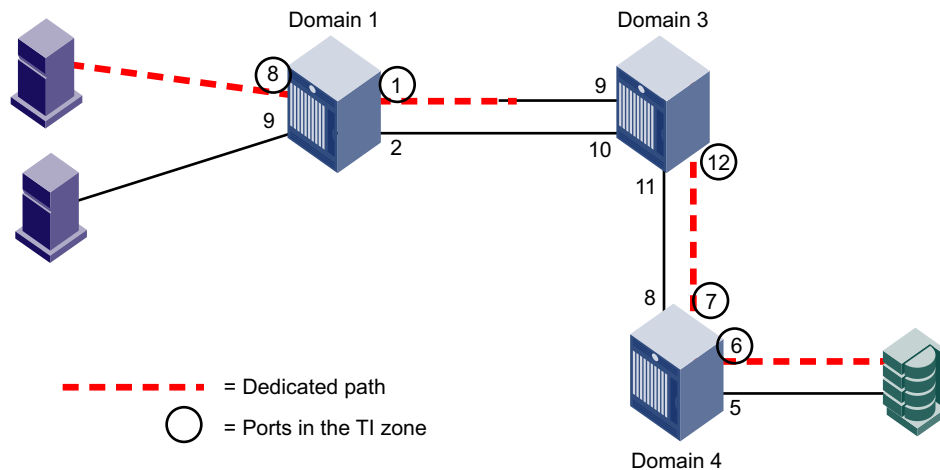 Domain 1
Domain 3
8
1
9
9
2
10
12
11
8
7
6
5
= Dedicated path
= Ports in the TI zone
Domain 4